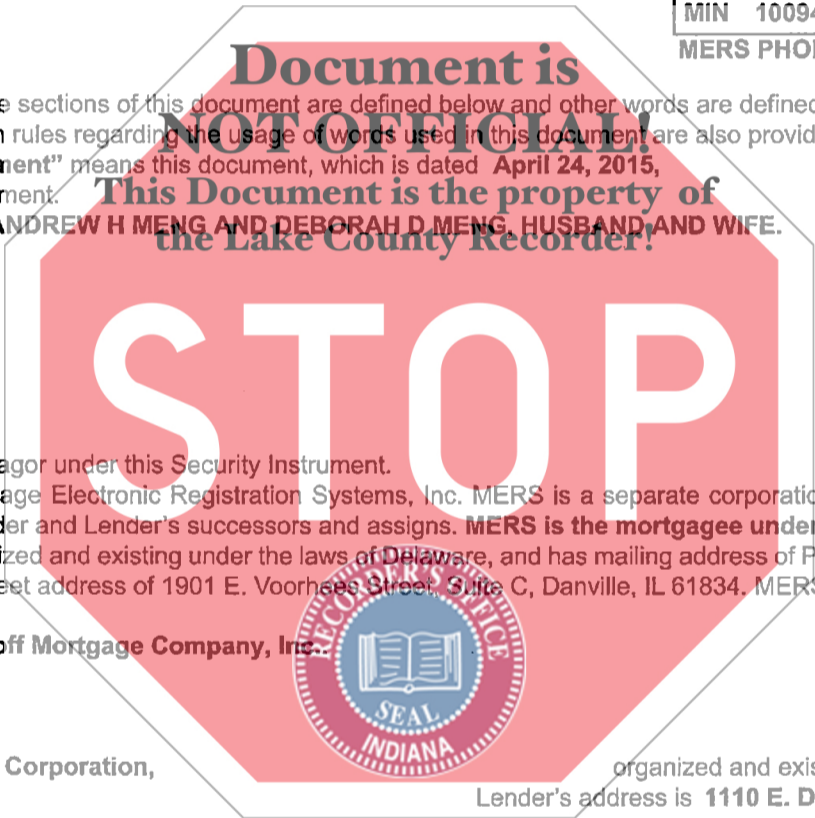 MIN 10094
MERS PHO
Document is
e sections of this document are defined below and other words are defined
NOT OFFICIAL!
n rules regarding the usage of words used in this document are also provid
ment” means this document, which is dated April 24, 2015,
This Document is the property of
ment.
ANDREW H MENG AND DEBORAH D MENG, HUSBAND AND WIFE.
the Lake County Recorder!
STOP
agor under this Security Instrument.
age Electronic Registration Systems, Inc. MERS is a separate corporatio
der and Lender's successors and assigns. MERS is the mortgagee under
ized and existing under the laws of Delaware, and has mailing address of P
eet address of 1901 E. Voorhees Street, Suite C, Danville, IL 61834. MERS
RECORDER'S OFFICE
off Mortgage Company, Inc..
SEAL
INDIANA
Corporation,
organized and exis
Lender's address is 1110 E. D